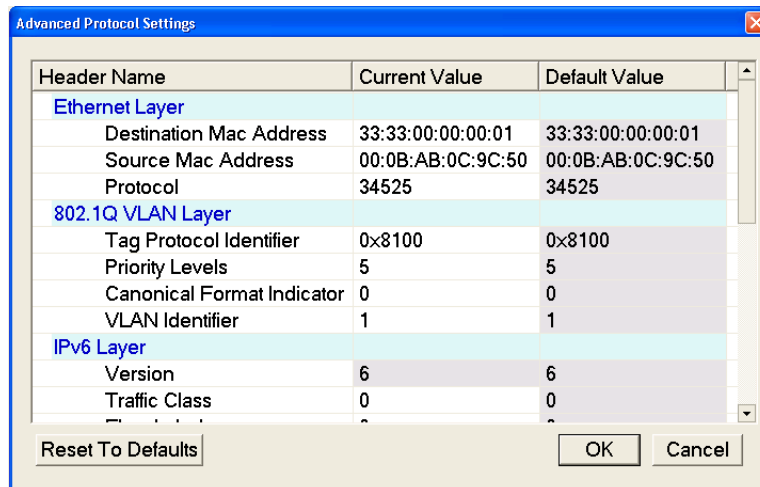 Advanced Protocol Settings
Header Name Current Value Default Value
Ethernet Layer
Destination Mac Address 33:33:00:00:00:01 33:33:00:00:00:01
Source Mac Address 00:0B:AB:0C:9C:50 00:0B:AB:0C:9C:50
Protocol 34525 34525
802.1Q VLAN Layer
Tag Protocol Identifier 0x8100 0x8100
Priority Levels 5 5
Canonical Format Indicator 0 0
VLAN Identifier 1 1
IPv6 Layer
Version 6 6
Traffic Class 0 0
Reset To Defaults OK Cancel